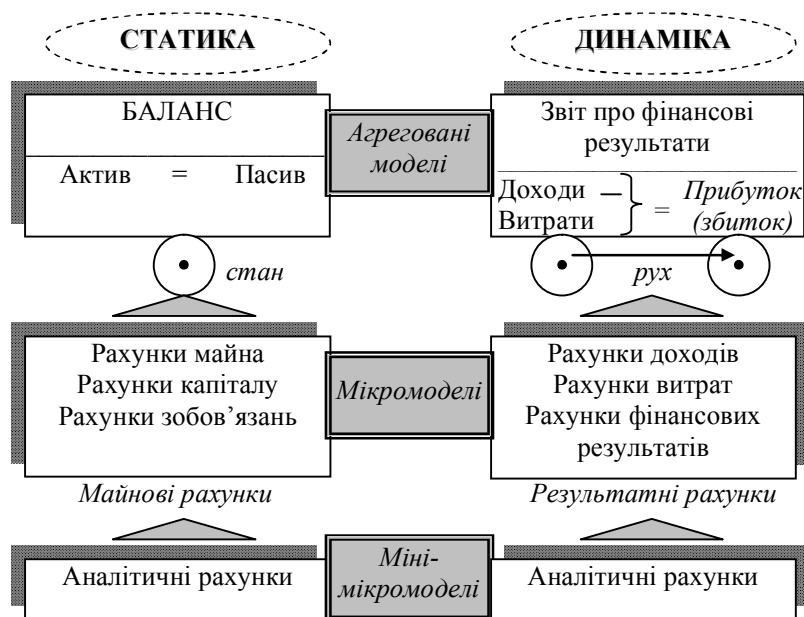 СТАТИКА
ДИНАМІКА
БАЛАНС
Актив = Пасив
Агреговані
моделі
Звіт про фінансові
результати
Доходи —
Витрати
= Прибуток
(збиток)
стан
рух
Рахунки майна
Рахунки капіталу
Рахунки зобов’язань
Мікромоделі
Рахунки доходів
Рахунки витрат
Рахунки фінансових
результатів
Майнові рахунки
Результатні рахунки
Аналітичні рахунки
Міні-
мікромоделі
Аналітичні рахунки